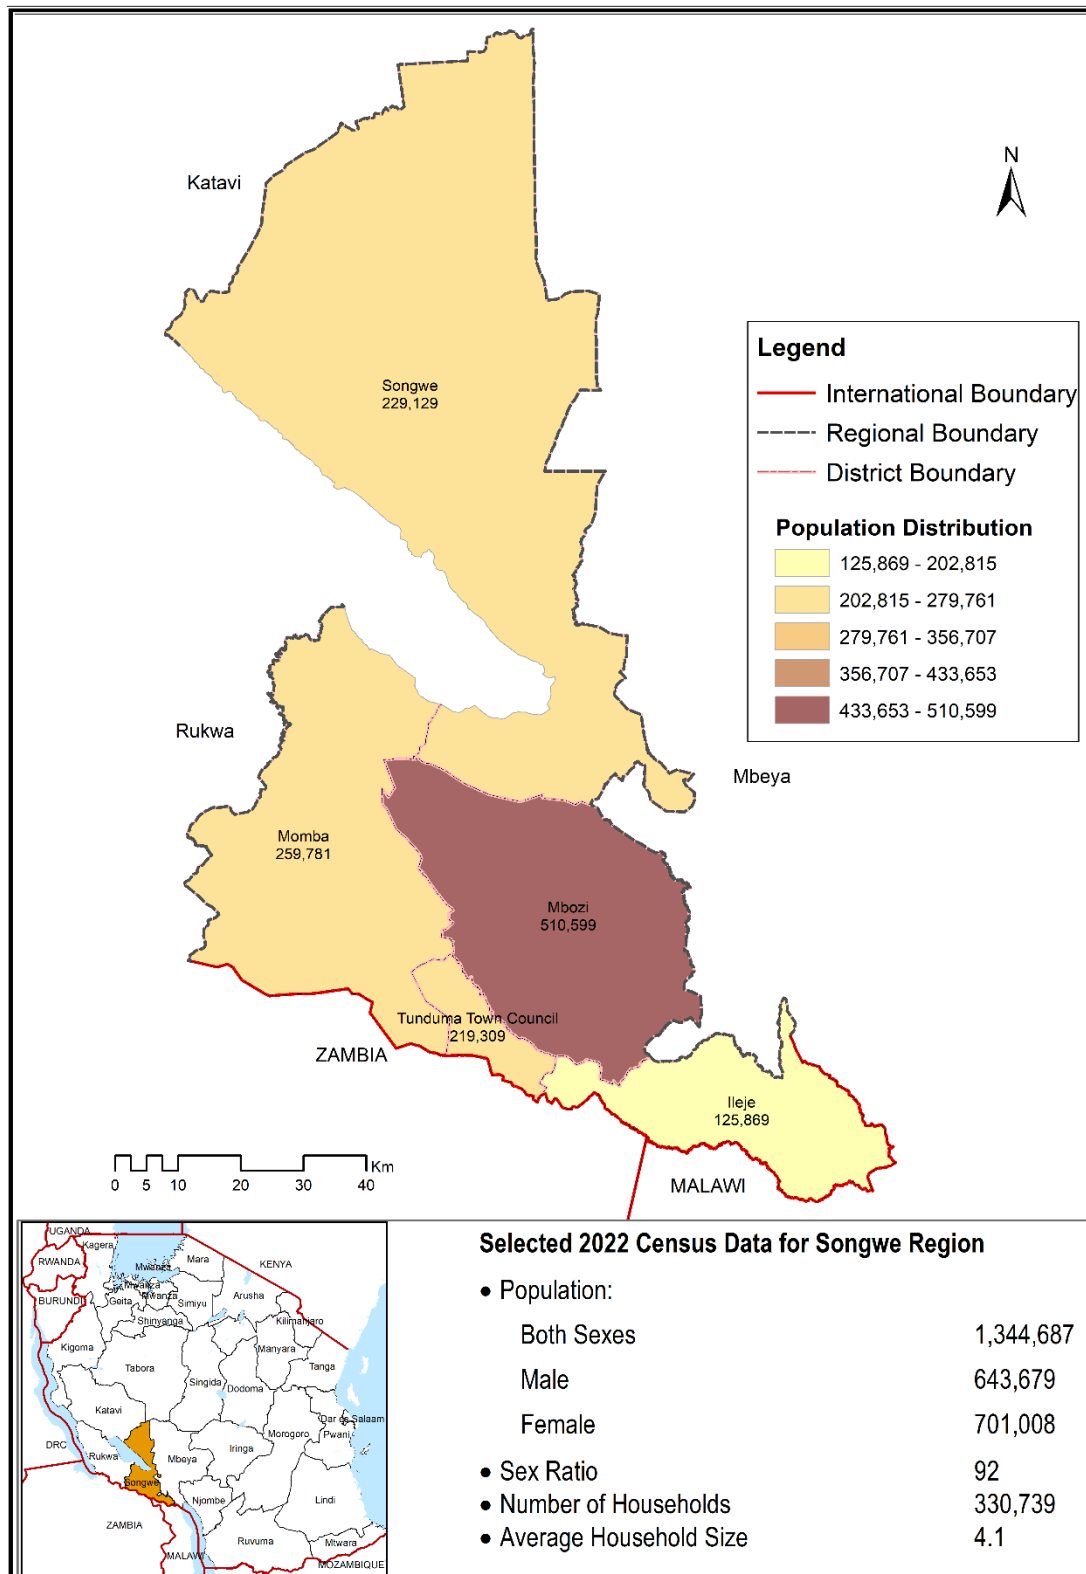 N
Katavi
Songwe
229,129
Legend
International Boundary
Regional Boundary
District Boundary
Population Distribution
125,869 - 202,815
202,815 - 279,761
279,761 - 356,707
356,707 - 433,653
433,653 - 510,599
Rukwa
Mbeya
Momba
259,781
Mbozi
510,599
Tunduma Town Council
219,309
ZAMBIA
Ileje
125,869
MALAWI
Km
0 5 10 20 30 40
UGANDA
Kagera
RWANDA
Mwanza
Mara
KENYA
Mwanza
Mwanza
BURUNDI
Geita
Simiyu
Arusha
Shinyanga
Kilimanjaro
Kigoma
Manyara
Tabora
Tanga
Singida
Dodoma
Katavi
Dar es Salaam
Morogoro
Pwani
DRC
Rukwa
Mbeya
Iringa
Songwe
Njombe
Lindi
ZAMBIA
Ruvuma
Mtwara
MALAWI
MOZAMBIQUE
Selected 2022 Census Data for Songwe Region
• Population:
Both Sexes 1,344,687
Male 643,679
Female 701,008
• Sex Ratio 92
• Number of Households 330,739
• Average Household Size 4.1